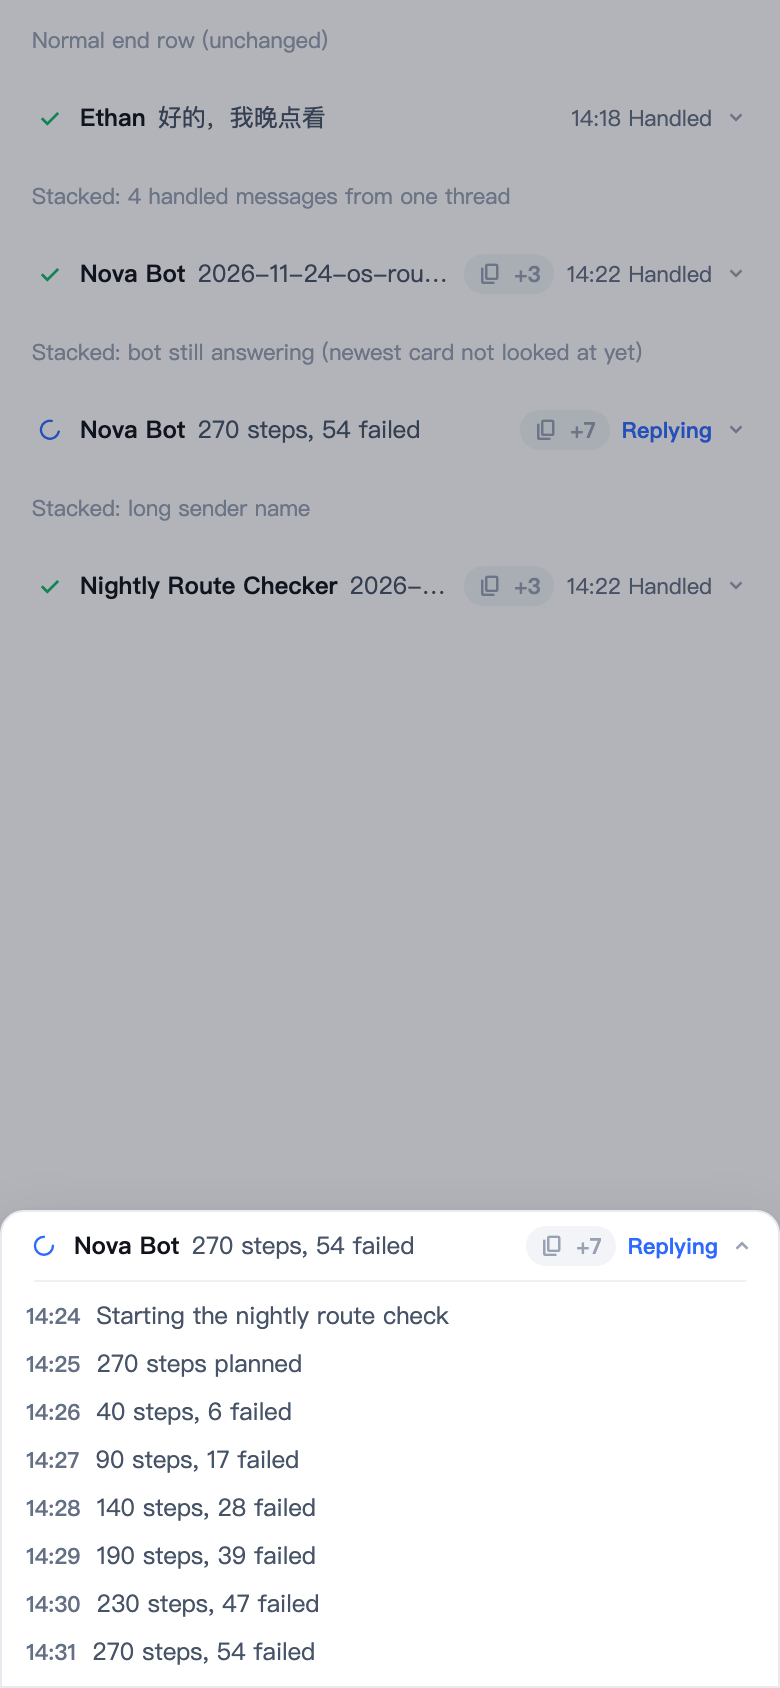 Normal end row (unchanged)
Ethan 好的，我晚点看 14:18 Handled
Stacked: 4 handled messages from one thread
Nova Bot 2026-11-24-os-rou... +3 14:22 Handled
Stacked: bot still answering (newest card not looked at yet)
Nova Bot 270 steps, 54 failed +7 Replying
Stacked: long sender name
Nightly Route Checker 2026-... +3 14:22 Handled
Nova Bot 270 steps, 54 failed +7 Replying
14:24 Starting the nightly route check
14:25 270 steps planned
14:26 40 steps, 6 failed
14:27 90 steps, 17 failed
14:28 140 steps, 28 failed
14:29 190 steps, 39 failed
14:30 230 steps, 47 failed
14:31 270 steps, 54 failed